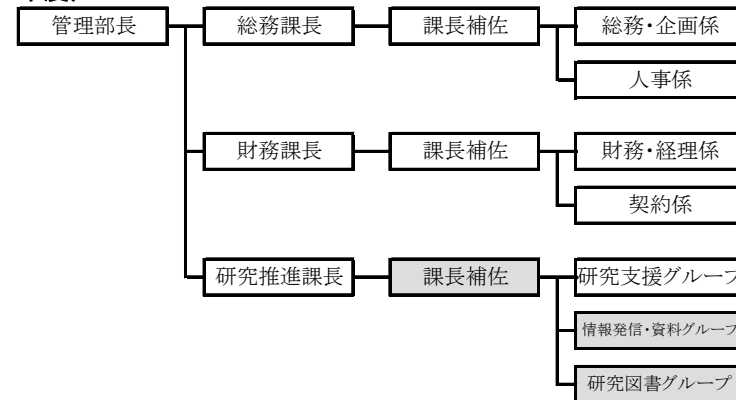 管理部長 総務課長 課長補佐 総務・企画係
人事係
財務課長 課長補佐 財務・経理係
契約係
研究推進課長 課長補佐 研究支援グループ
情報発信・資料グループ
研究図書グループ